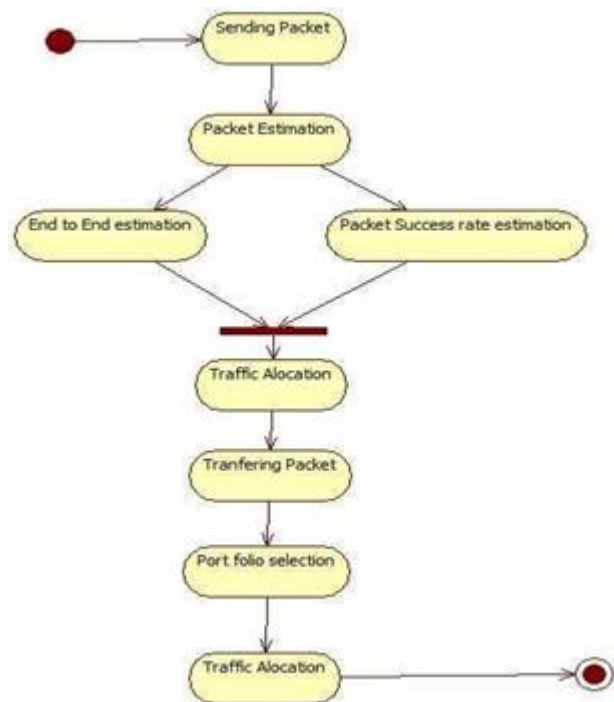 Sending Packet
Packet Estimation
End to End estimation
Packet Success rate estimation
Traffic Alocation
Tranfering Packet
Port folio selection
Traffic Alocation